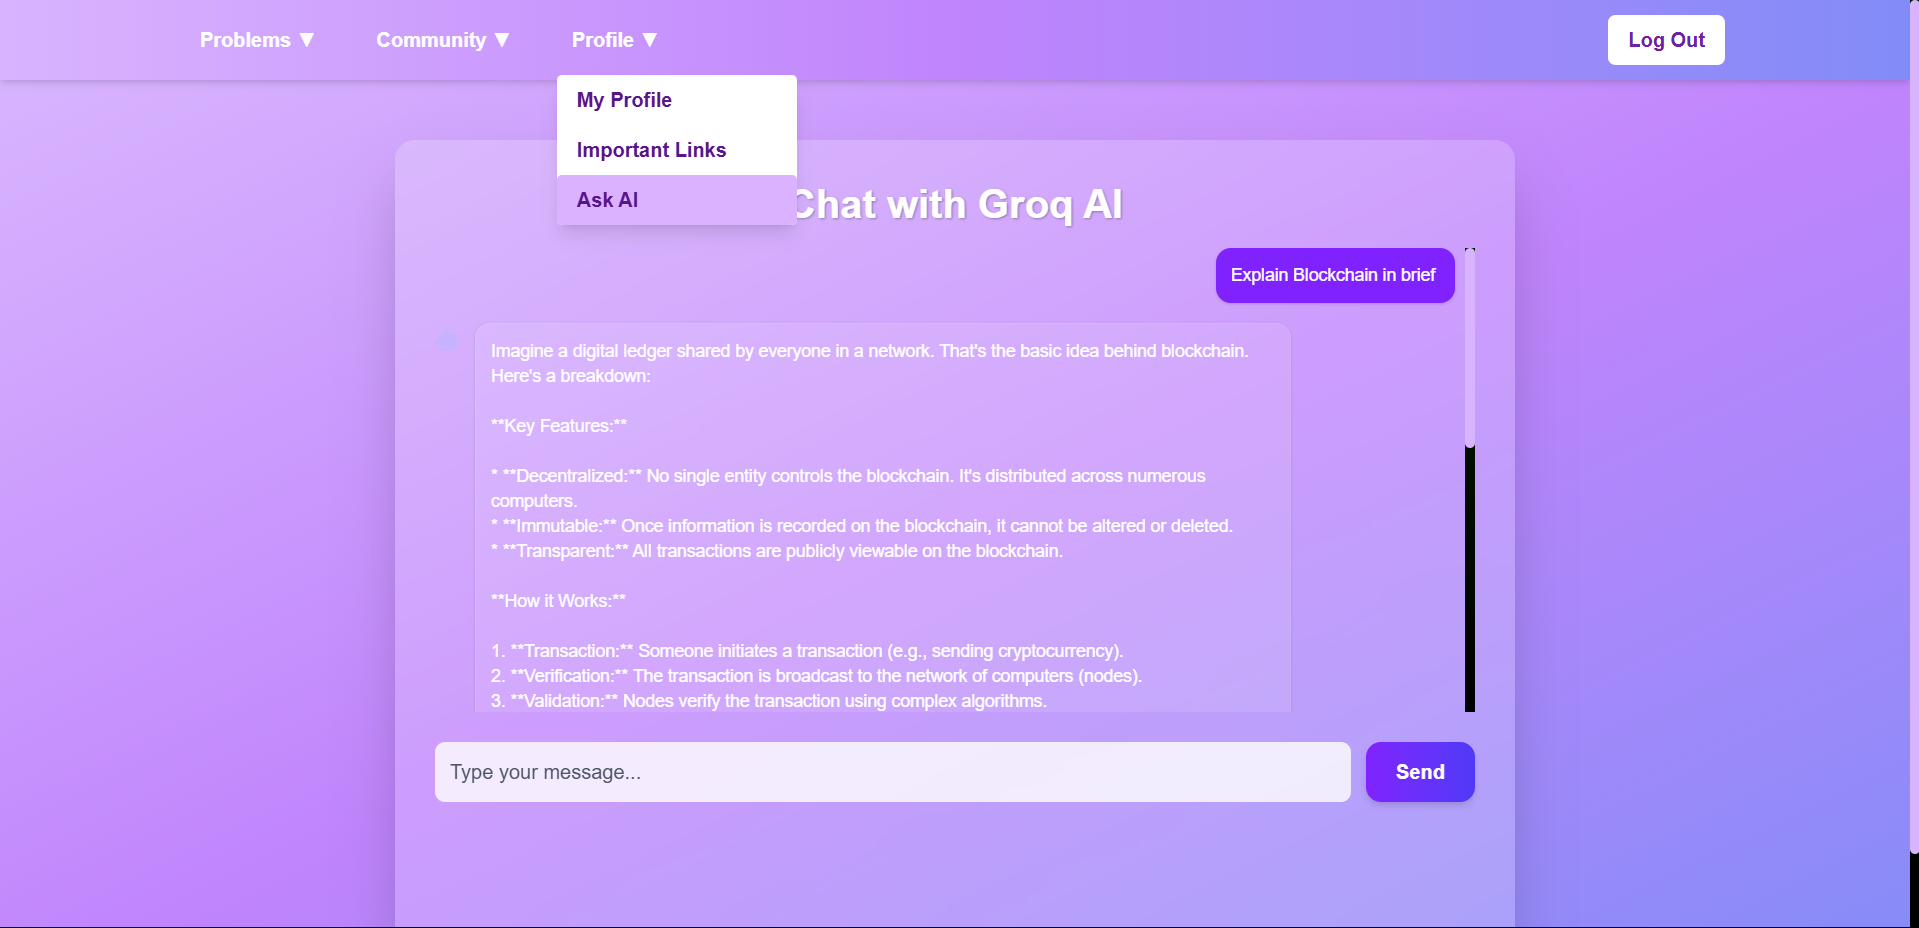 Problems ▼
Community ▼
Profile ▼
Log Out
My Profile
Important Links
Ask AI
Chat with Groq AI
Explain Blockchain in brief
Imagine a digital ledger shared by everyone in a network. That's the basic idea behind blockchain.
Here's a breakdown:
**Key Features:**
* **Decentralized:** No single entity controls the blockchain. It's distributed across numerous
computers.
* **Immutable:** Once information is recorded on the blockchain, it cannot be altered or deleted.
* **Transparent:** All transactions are publicly viewable on the blockchain.
**How it Works:**
1. **Transaction:** Someone initiates a transaction (e.g., sending cryptocurrency).
2. **Verification:** The transaction is broadcast to the network of computers (nodes).
3. **Validation:** Nodes verify the transaction using complex algorithms.
Type your message...
Send